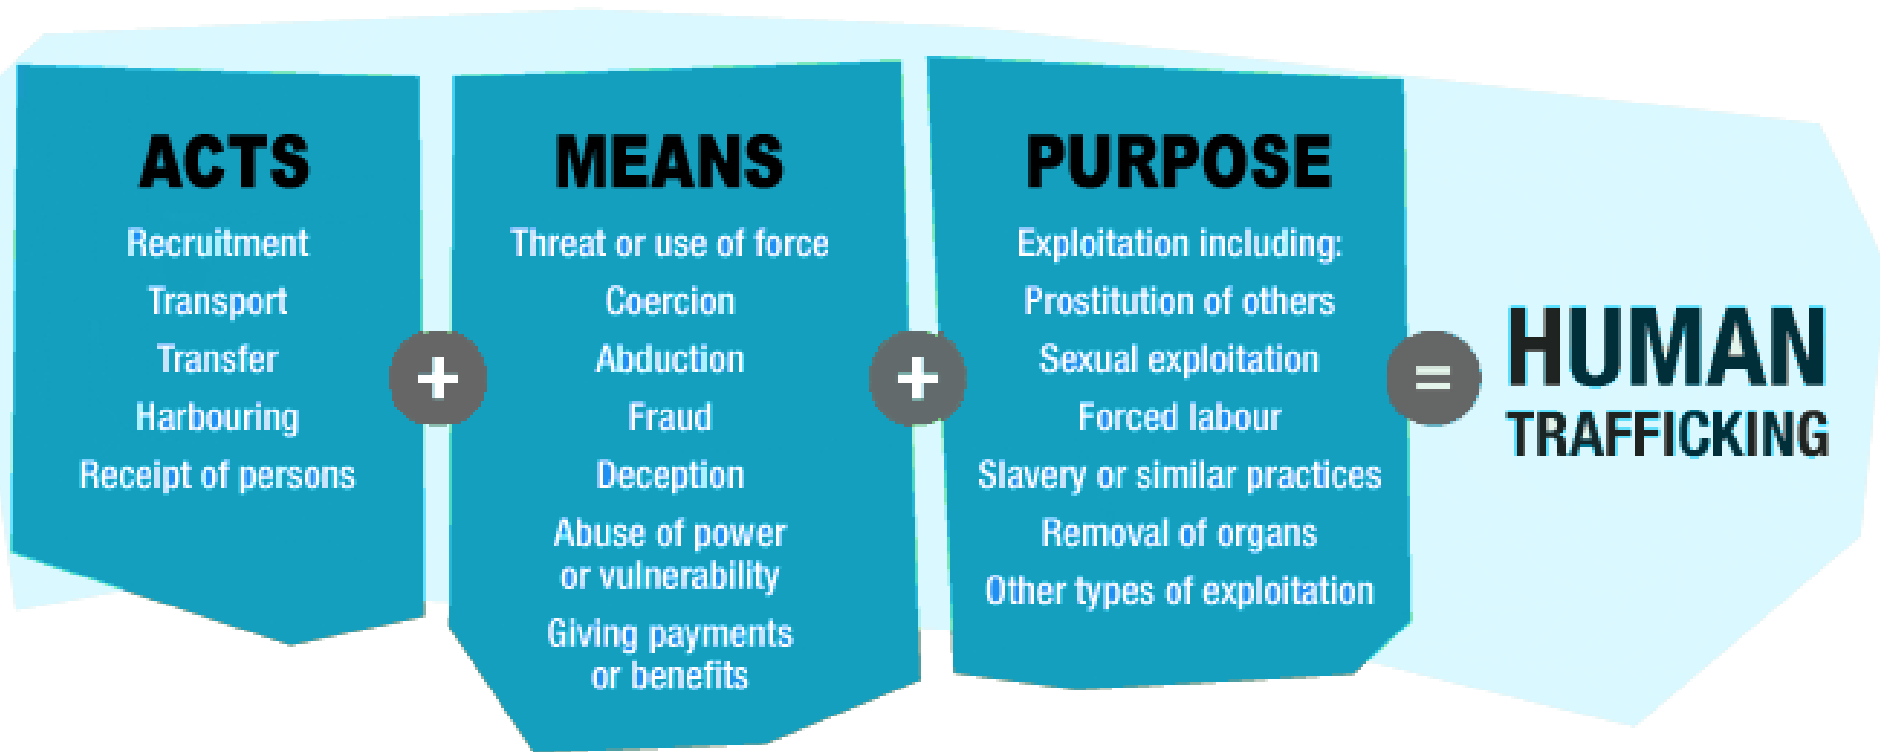 ACTS
Recruitment
Transport
Transfer
Harbouring
Receipt of persons
+
MEANS
Threat or use of force
Coercion
Abduction
Fraud
Deception
Abuse of power
or vulnerability
Giving payments
or benefits
+
PURPOSE
Exploitation including:
Prostitution of others
Sexual exploitation
Forced labour
Slavery or similar practices
Removal of organs
Other types of exploitation
=
HUMAN
TRAFFICKING